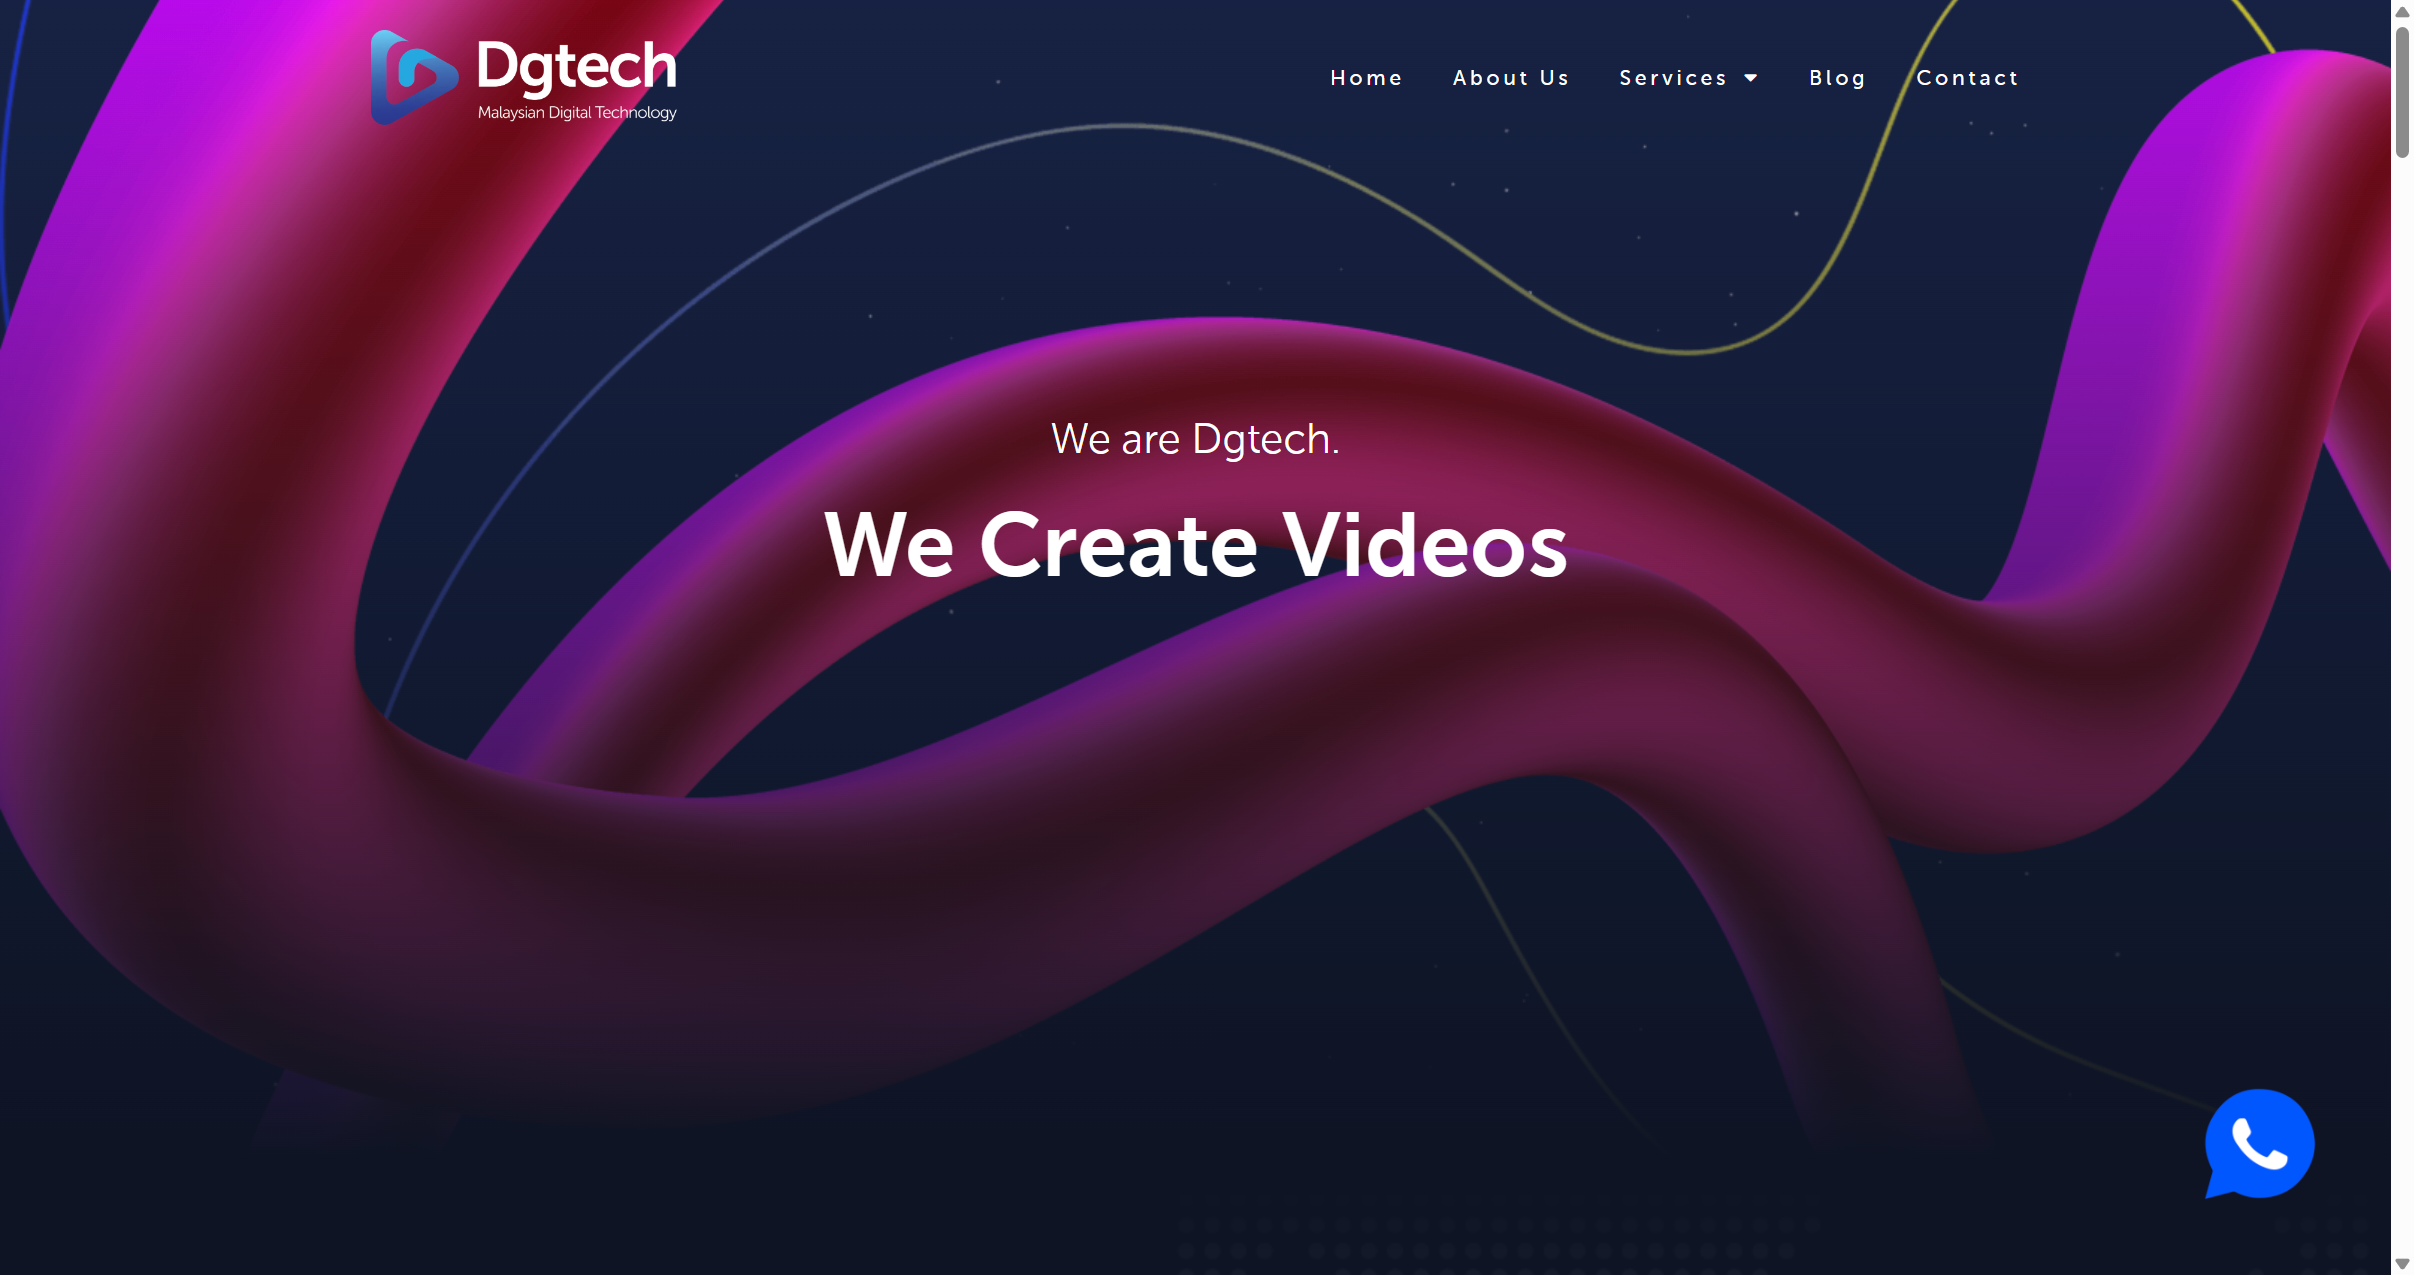 Dgtech
Malaysian Digital Technology
Home
About Us
Services
Blog
Contact
We are Dgtech.
We Create Videos